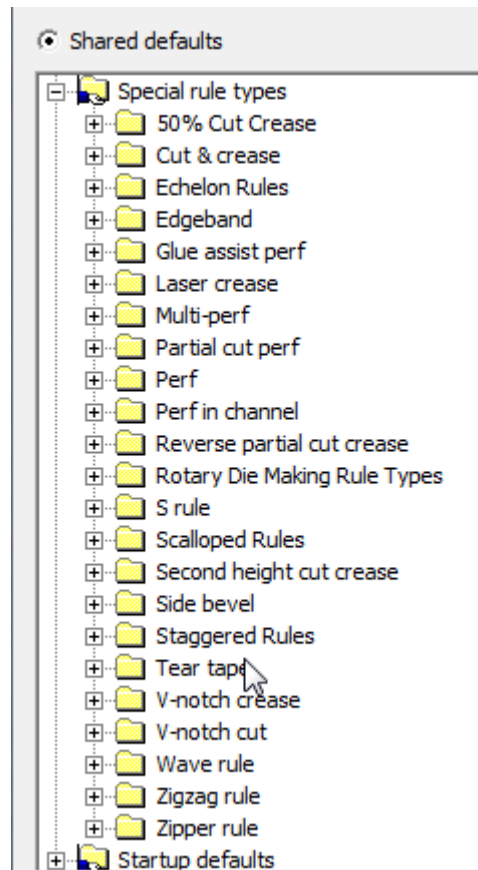 Shared defaults
Special rule types
50% Cut Crease
Cut & crease
Echelon Rules
Edgeband
Glue assist perf
Laser crease
Multi-perf
Partial cut perf
Perf
Perf in channel
Reverse partial cut crease
Rotary Die Making Rule Types
S rule
Scalloped Rules
Second height cut crease
Side bevel
Staggered Rules
Tear tape
V-notch crease
V-notch cut
Wave rule
Zigzag rule
Zipper rule
Startup defaults